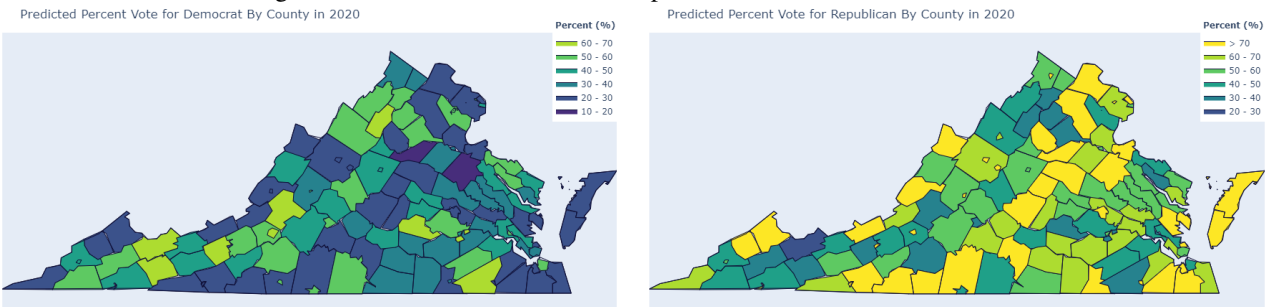 Predicted Percent Vote for Democrat By County in 2020
Percent (%)
60 - 70
50 - 60
40 - 50
30 - 40
20 - 30
10 - 20
Predicted Percent Vote for Republican By County in 2020
Percent (%)
> 70
60 - 70
50 - 60
40 - 50
30 - 40
20 - 30